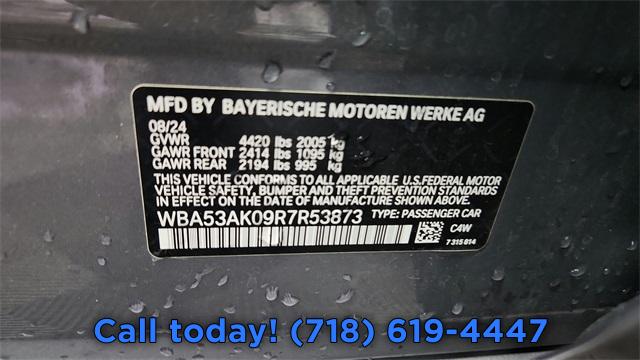 MFD BY BAYERISCHE MOTOREN WERKE AG
08/24
GVWR 4420 lbs 2005 kg
GAWR FRONT 2414 lbs 1095 kg
GAWR REAR 2194 lbs 995 kg
THIS VEHICLE CONFORMS TO ALL APPLICABLE U.S.FEDERAL MOTOR
VEHICLE SAFETY, BUMPER AND THEFT PREVENTION STANDARDS
IN EFFECT ON THE DATE OF MANUFACTURE SHOWN ABOVE.
WBA53AK09R7R53873 TYPE: PASSENGER CAR
C4W
7315814
Call today! (718) 619-4447